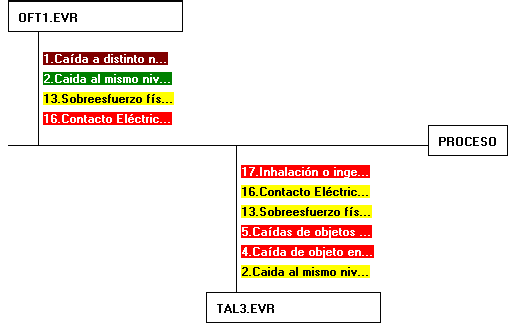 OFT1.EVR
1.Caída a distinto n...
2.Caida al mismo niv...
13.Sobreesfuerzo fís...
16.Contacto Eléctric...
PROCESO
17.Inhalación o inge...
16.Contacto Eléctric...
13.Sobreesfuerzo fís...
5.Caídas de objetos ...
4.Caída de objeto en...
2.Caida al mismo niv...
TAL3.EVR